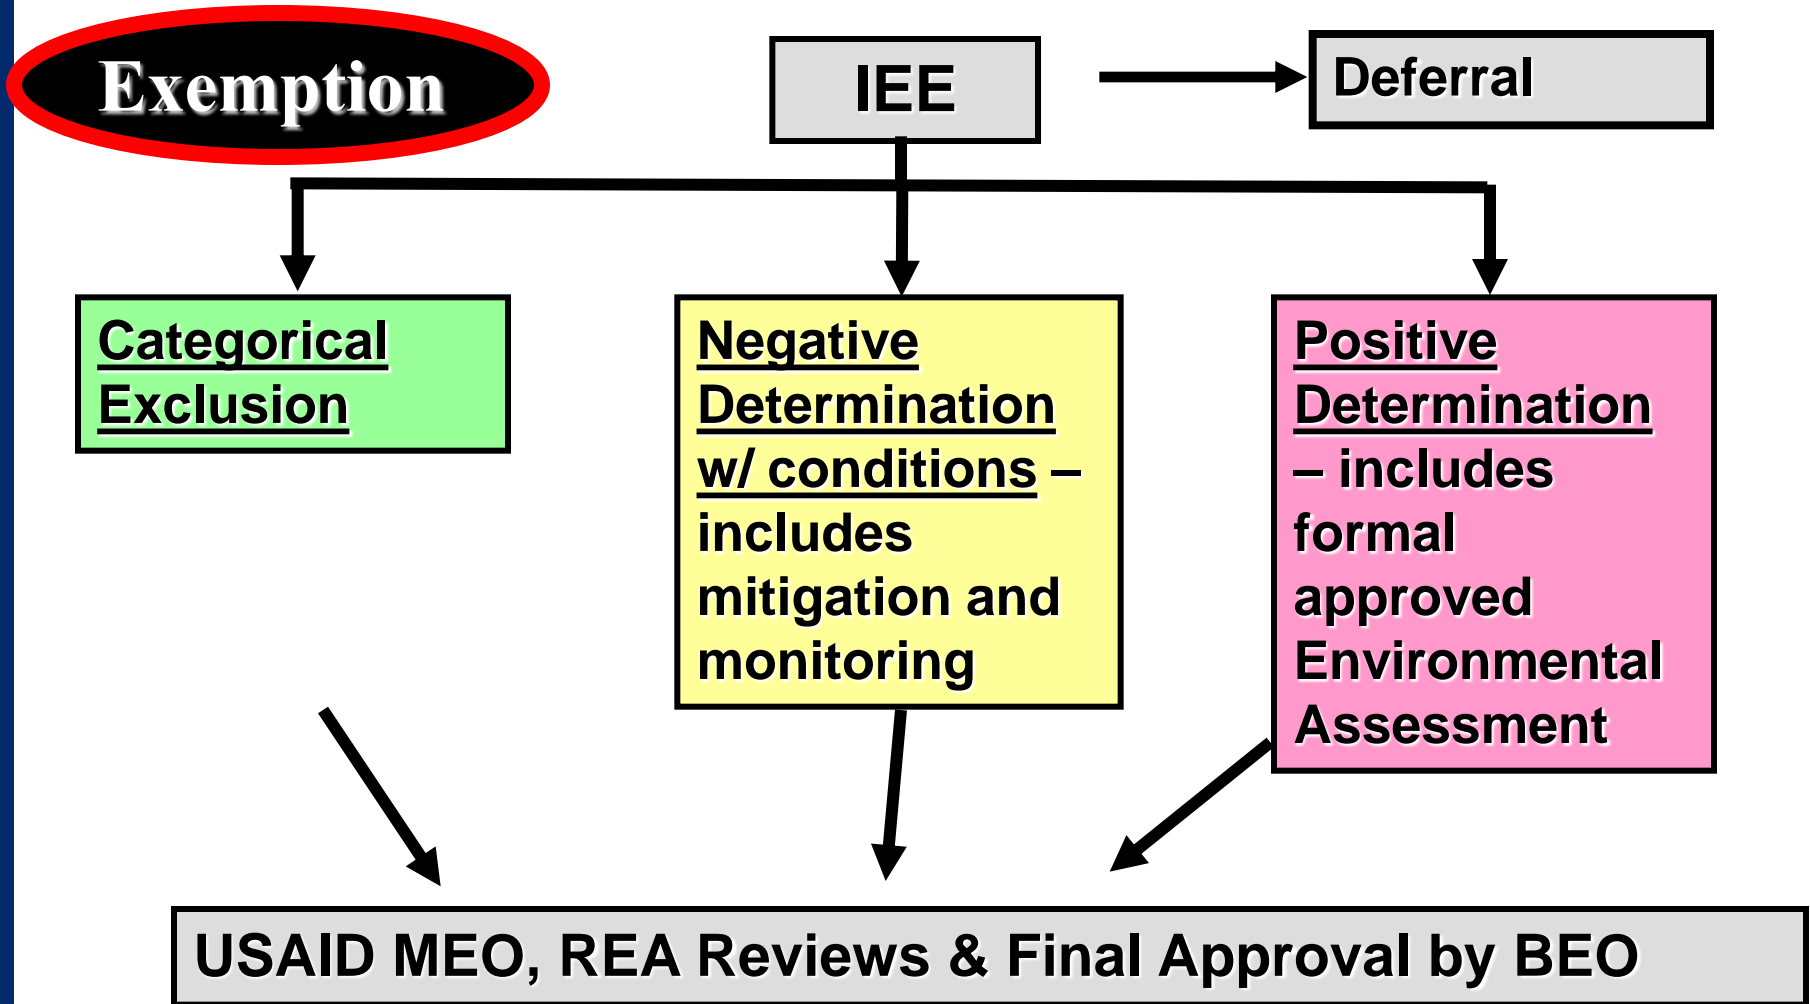 Exemption
IEE
Deferral
Categorical
Exclusion
Negative
Determination
w/ conditions –
includes
mitigation and
monitoring
Positive
Determination
– includes
formal
approved
Environmental
Assessment
USAID MEO, REA Reviews & Final Approval by BEO